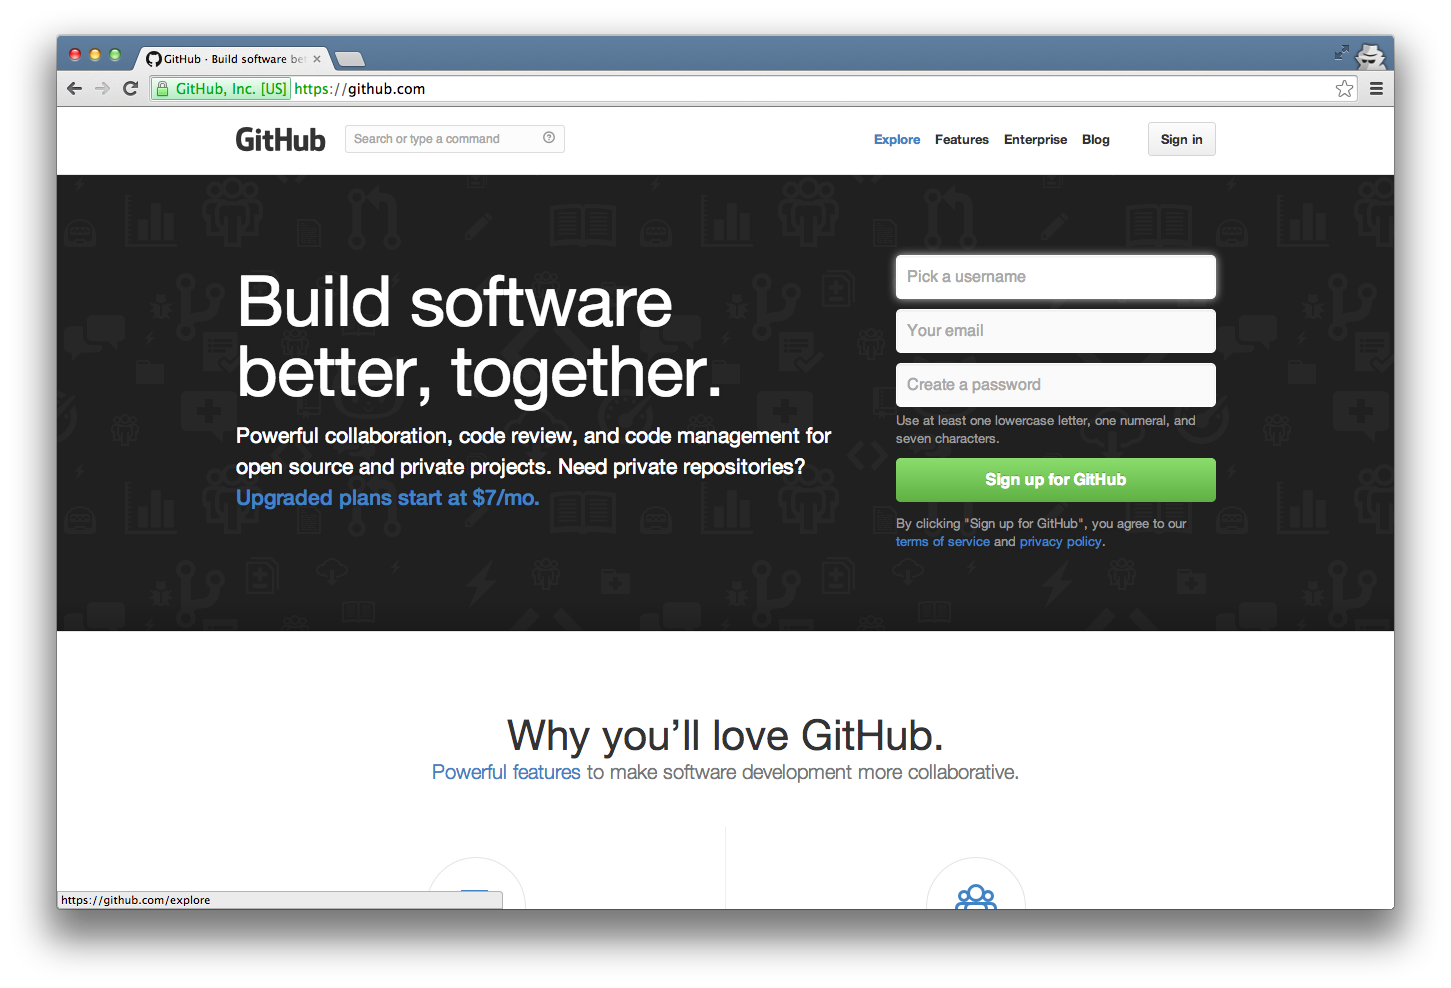 GitHub · Build software bet
GitHub, Inc. [US] https://github.com
GitHub
Search or type a command
Explore Features Enterprise Blog
Sign in
Build software
better, together.
Powerful collaboration, code review, and code management for
open source and private projects. Need private repositories?
Upgraded plans start at $7/mo.
Pick a username
Your email
Create a password
Use at least one lowercase letter, one numeral, and
seven characters.
Sign up for GitHub
By clicking "Sign up for GitHub", you agree to our
terms of service and privacy policy.
Why you’ll love GitHub.
Powerful features to make software development more collaborative.
https://github.com/explore